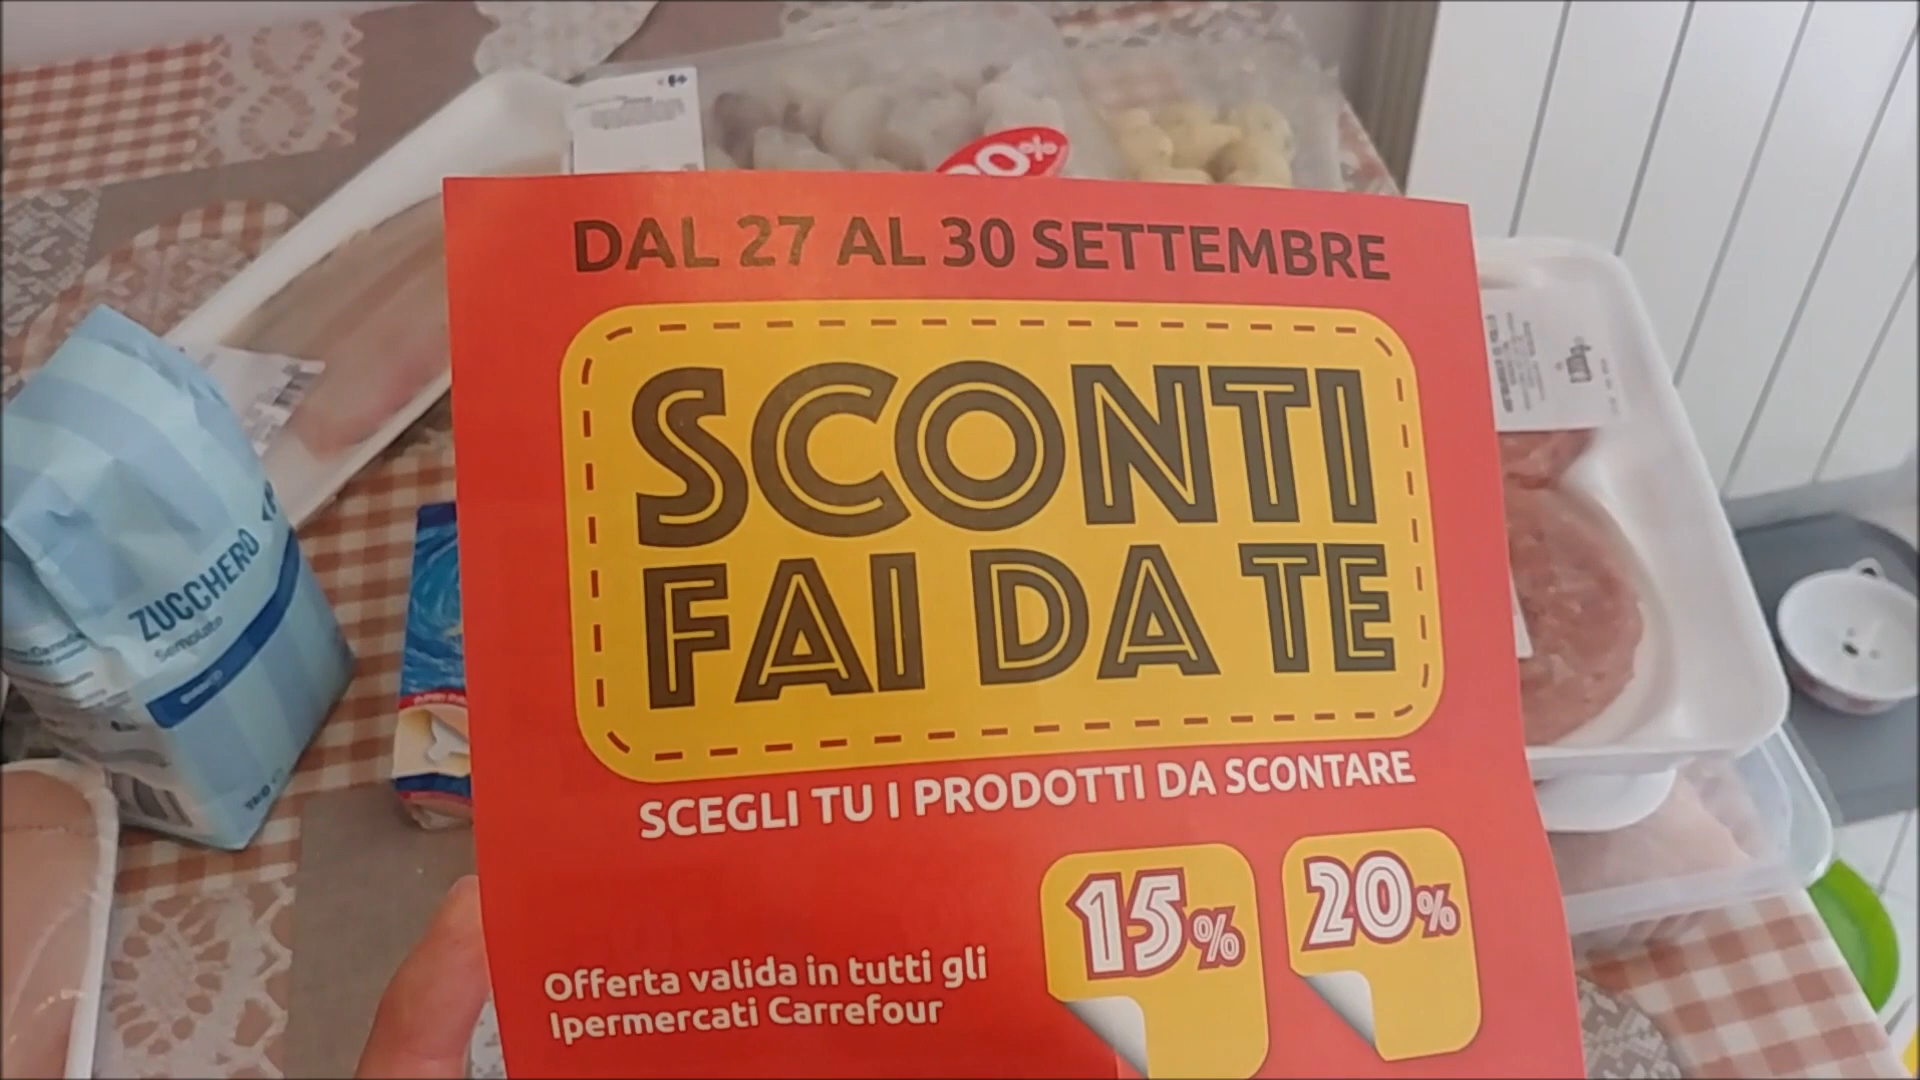 DAL 27 AL 30 SETTEMBRE
SCONTI
FAI DA TE
SCEGLI TU I PRODOTTI DA SCONTARE
15%
20%
Offerta valida in tutti gli
Ipermercati Carrefour
ZUCCHERO
Semolato